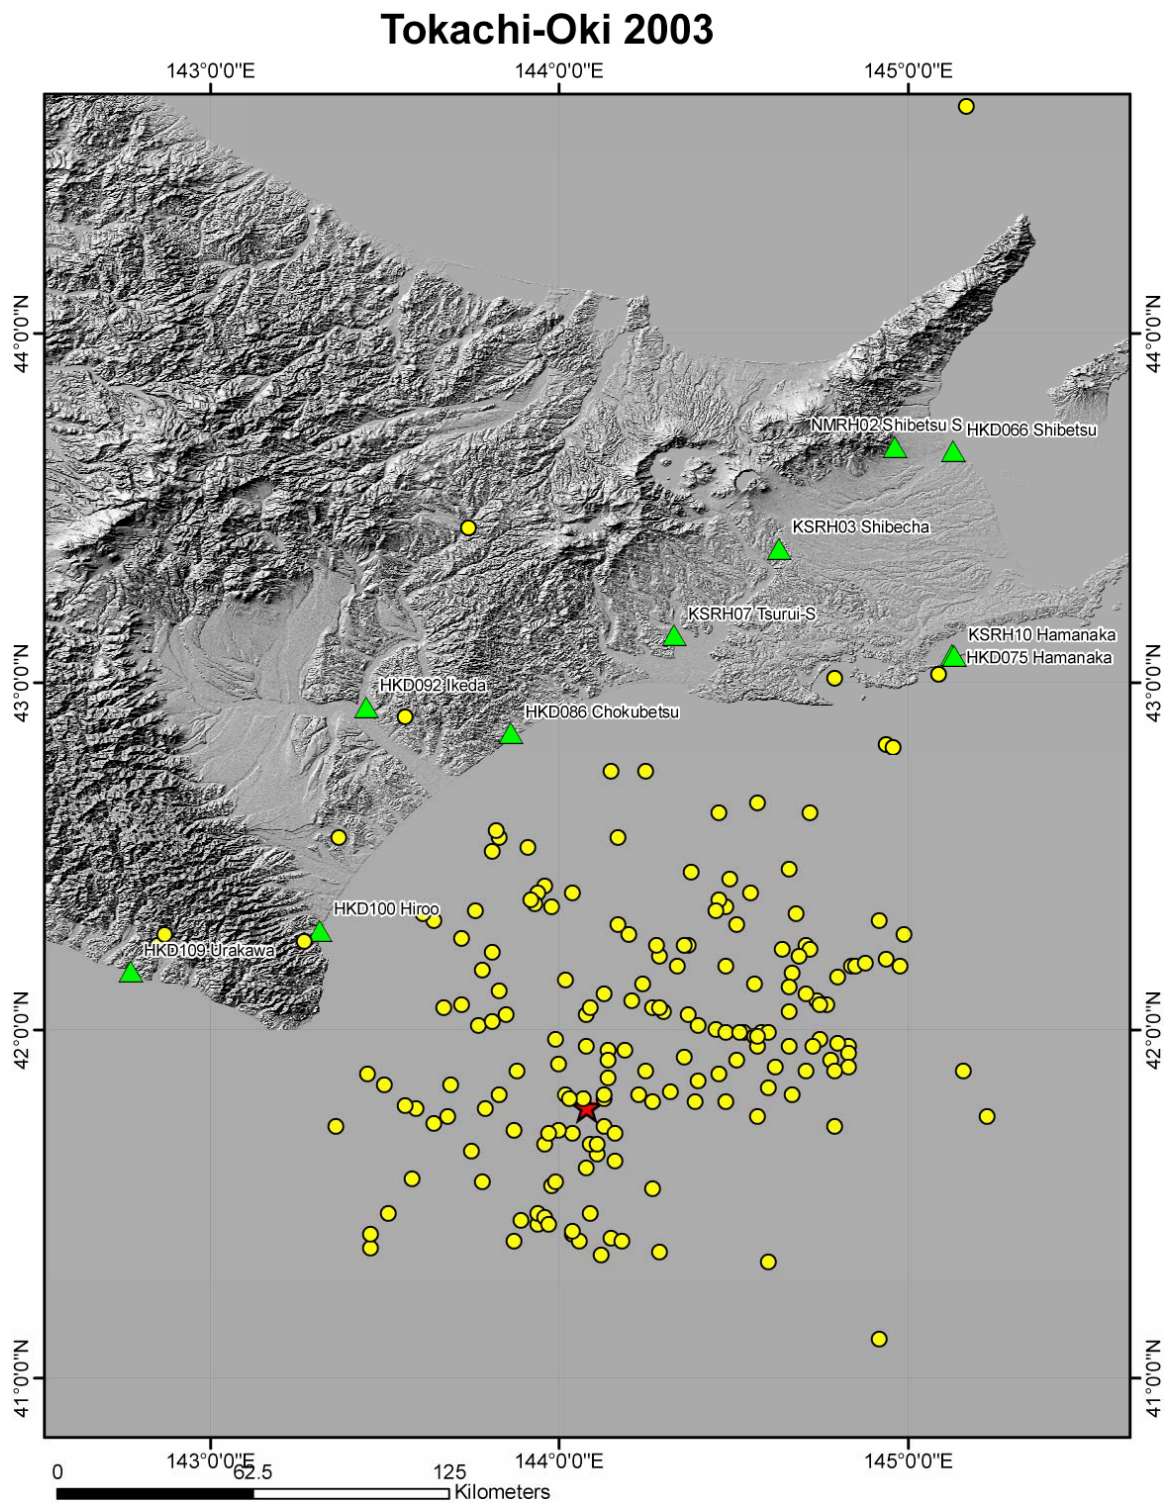 Tokachi-Oki 2003
143°0'0"E 144°0'0"E 145°0'0"E
44°0'0"N 44°0'0"N
NMRH02 Shibetsu S HKD066 Shibetsu
KSRH03 Shibecha
KSRH07 Tsurui-S
KSRH10 Hamanaka
HKD075 Hamanaka
43°0'0"N 43°0'0"N
HKD092 Ikeda
HKD086 Chokubetsu
HKD100 Hiroo
HKD109 Urakawa
42°0'0"N 42°0'0"N
41°0'0"N 41°0'0"N
143°0'0"E 144°0'0"E 145°0'0"E
0 62.5 125
Kilometers